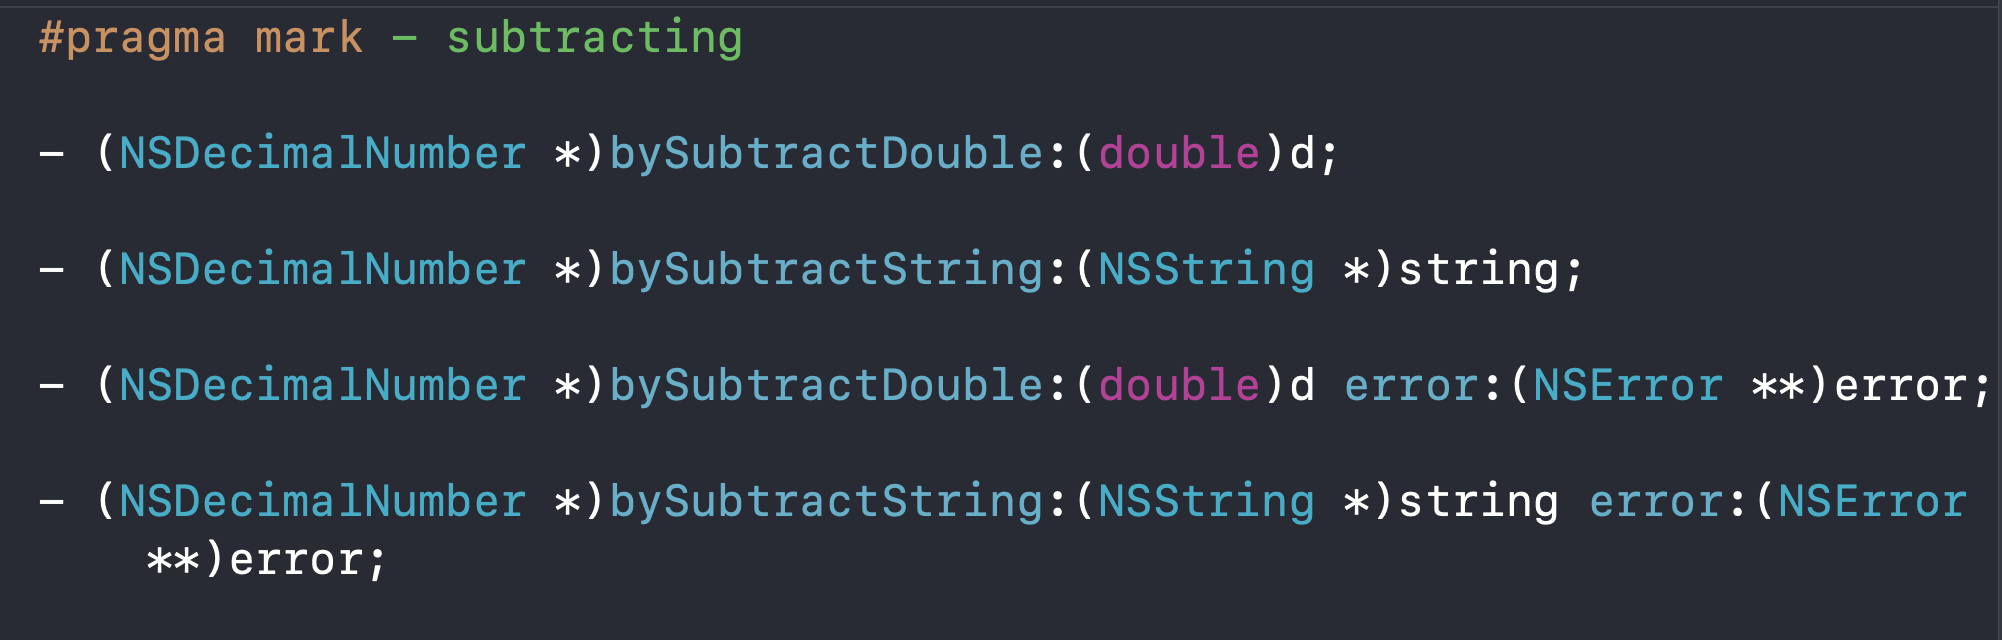 #pragma mark - subtracting
- (NSDecimalNumber *)bySubtractDouble:(double)d;
- (NSDecimalNumber *)bySubtractString:(NSString *)string;
- (NSDecimalNumber *)bySubtractDouble:(double)d error:(NSError **)error;
- (NSDecimalNumber *)bySubtractString:(NSString *)string error:(NSError
**)error;